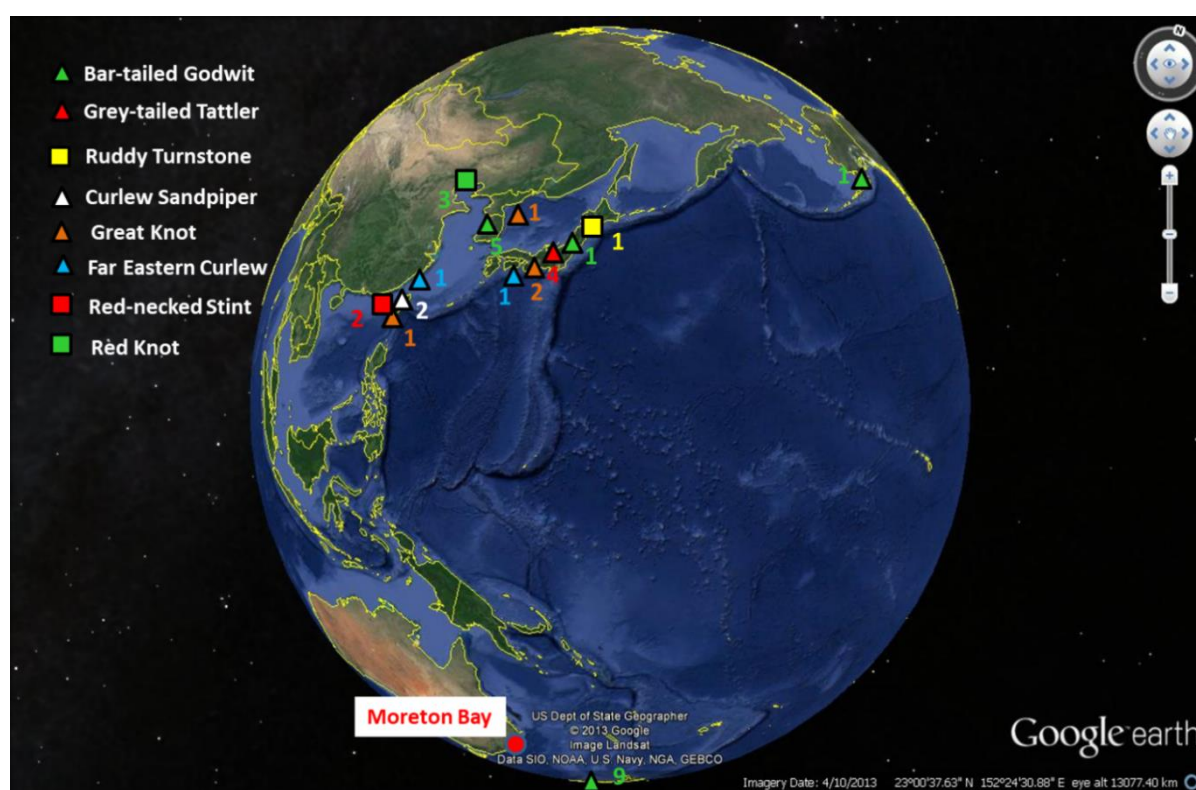 N
Bar-tailed Godwit
Grey-tailed Tattler
Ruddy Turnstone
Curlew Sandpiper
Great Knot
Far Eastern Curlew
Red-necked Stint
Rèd Knot
1
3
1
5
1
1
4
1
1
2
2
2
1
Moreton Bay
US Dept of State Geographer
© 2013 Google
Image Landsat
Data SIO, NOAA, U.S. Navy, NGA, GEBCO
9
Google earth
Imagery Date: 4/10/2013 23°00'37.63" N 152°24'30.88" E eye alt 13077.40 km